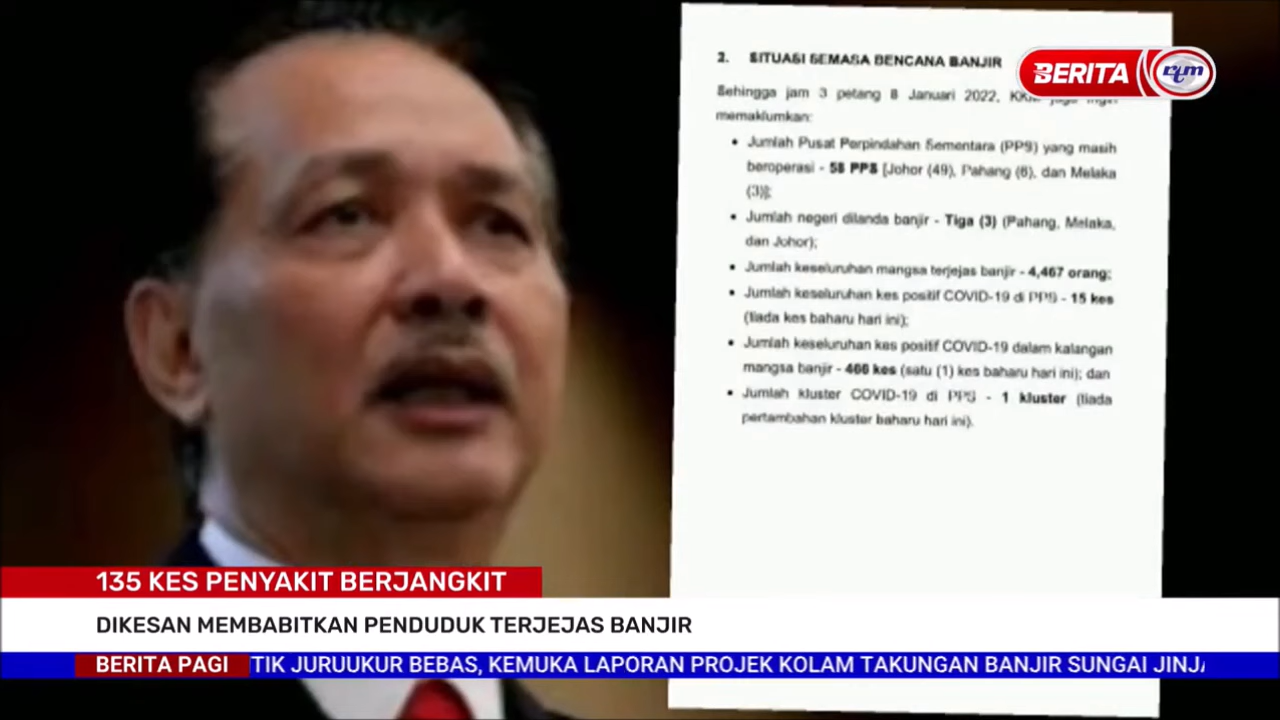 2. SITUASI SEMASA BENCANA BANJIR
BERITA rtm
Sehingga jam 3 petang 8 Januari 2022, KKM juga ingin
memaklumkan:
• Jumlah Pusat Perpindahan Sementara (PPS) yang masih
beroperasi - 58 PPS [Johor (49), Pahang (6), dan Melaka
(3)];
• Jumlah negeri dilanda banjir - Tiga (3) (Pahang, Melaka,
dan Johor);
• Jumlah keseluruhan mangsa terjejas banjir - 4,467 orang;
• Jumlah keseluruhan kes positif COVID-19 di PPS - 15 kes
(tiada kes baharu hari ini);
• Jumlah keseluruhan kes positif COVID-19 dalam kalangan
mangsa banjir - 466 kes (satu (1) kes baharu hari ini); dan
• Jumlah kluster COVID-19 di PPS - 1 kluster (tiada
pertambahan kluster baharu hari ini).
135 KES PENYAKIT BERJANGKIT
DIKESAN MEMBABITKAN PENDUDUK TERJEJAS BANJIR
BERITA PAGI TIK JURUUKUR BEBAS, KEMUKA LAPORAN PROJEK KOLAM TAKUNGAN BANJIR SUNGAI JINJA